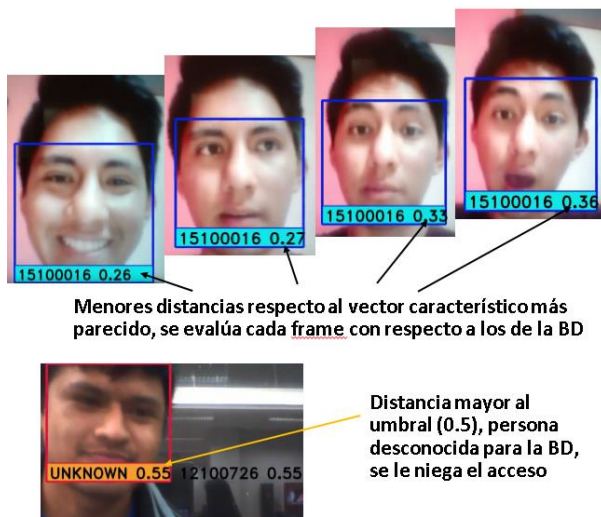 15100016 0.26
15100016 0.27
15100016 0.33
15100016 0.36
Menores distancias respecto al vector característico más
parecido, se evalúa cada frame con respecto a los de la BD
UNKNOWN 0.55 12100726 0.55
Distancia mayor al
umbral (0.5), persona
desconocida para la BD,
se le niega el acceso